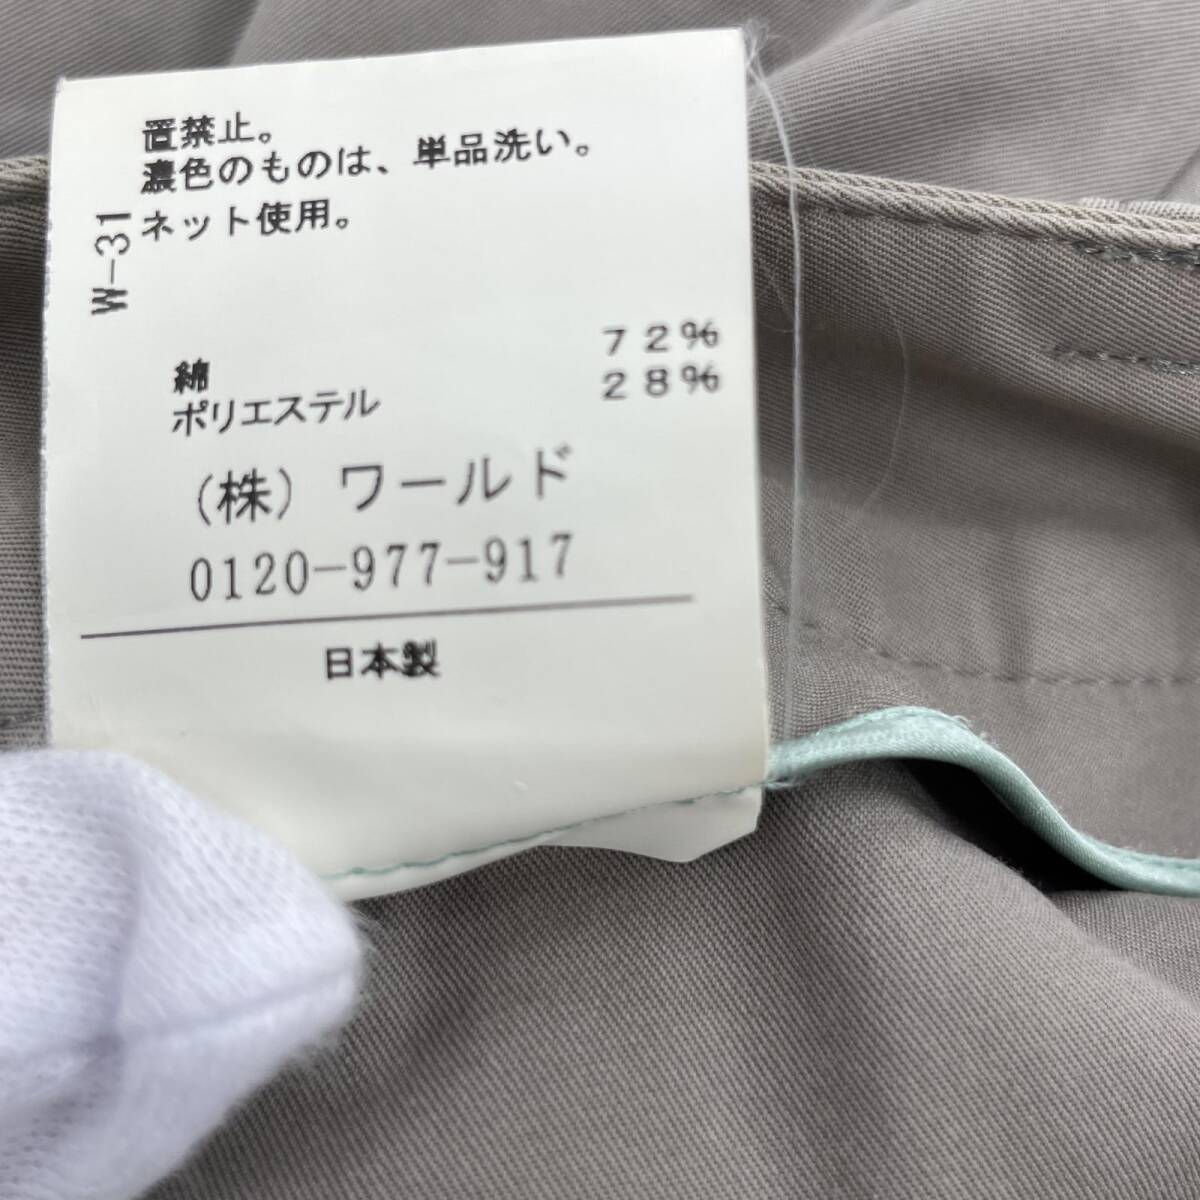 置禁止。
濃色のものは、単品洗い。
ネット使用。
W-31
綿 72%
ポリエステル 28%
(株) ワールド
0120-977-917
日本製